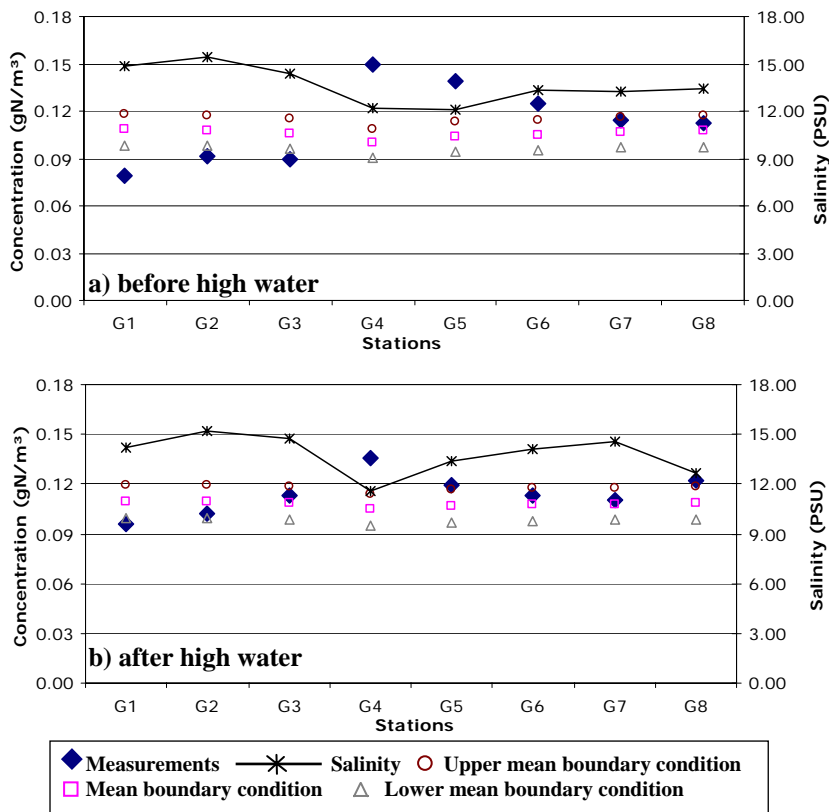 0.18
0.15
0.12
0.09
0.06
0.03
0.00
Concentration (gN/m³)
18.00
15.00
12.00
9.00
6.00
3.00
0.00
Salinity (PSU)
a) before high water
G1 G2 G3 G4 G5 G6 G7 G8
Stations
0.18
0.15
0.12
0.09
0.06
0.03
0.00
Concentration (gN/m³)
18.00
15.00
12.00
9.00
6.00
3.00
0.00
Salinity (PSU)
b) after high water
G1 G2 G3 G4 G5 G6 G7 G8
Stations
Measurements Salinity Upper mean boundary condition
Mean boundary condition Lower mean boundary condition